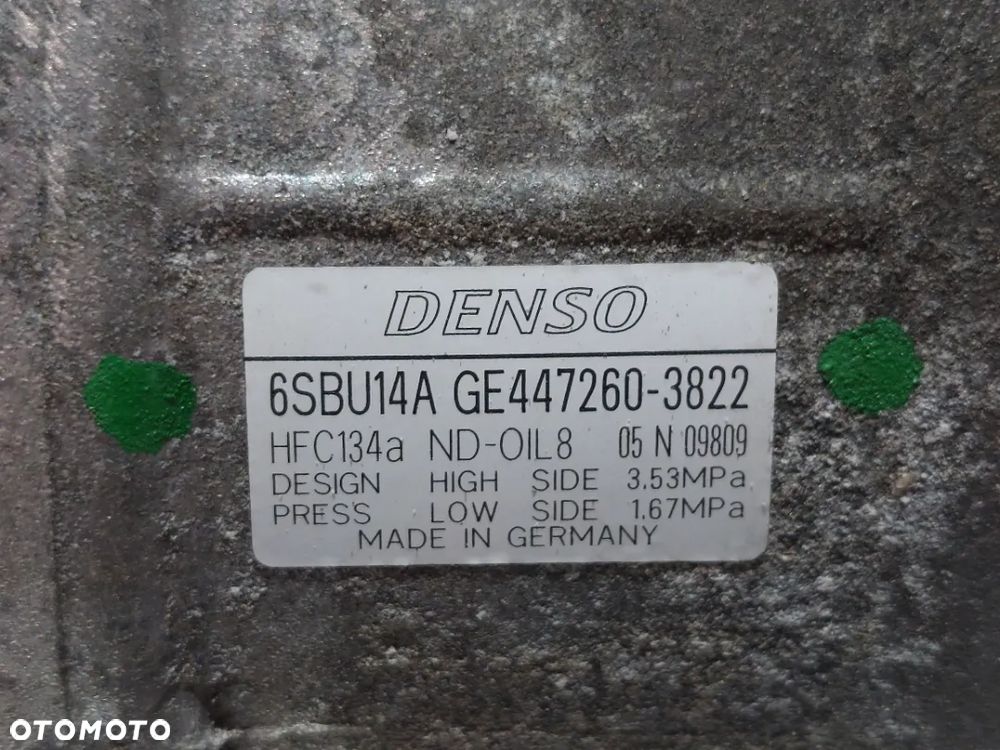 DENSO
6SBU14A GE447260-3822
HFC134a ND-OIL8 05 N 09809
DESIGN HIGH SIDE 3.53MPa
PRESS LOW SIDE 1.67MPa
MADE IN GERMANY
OTOMOTO